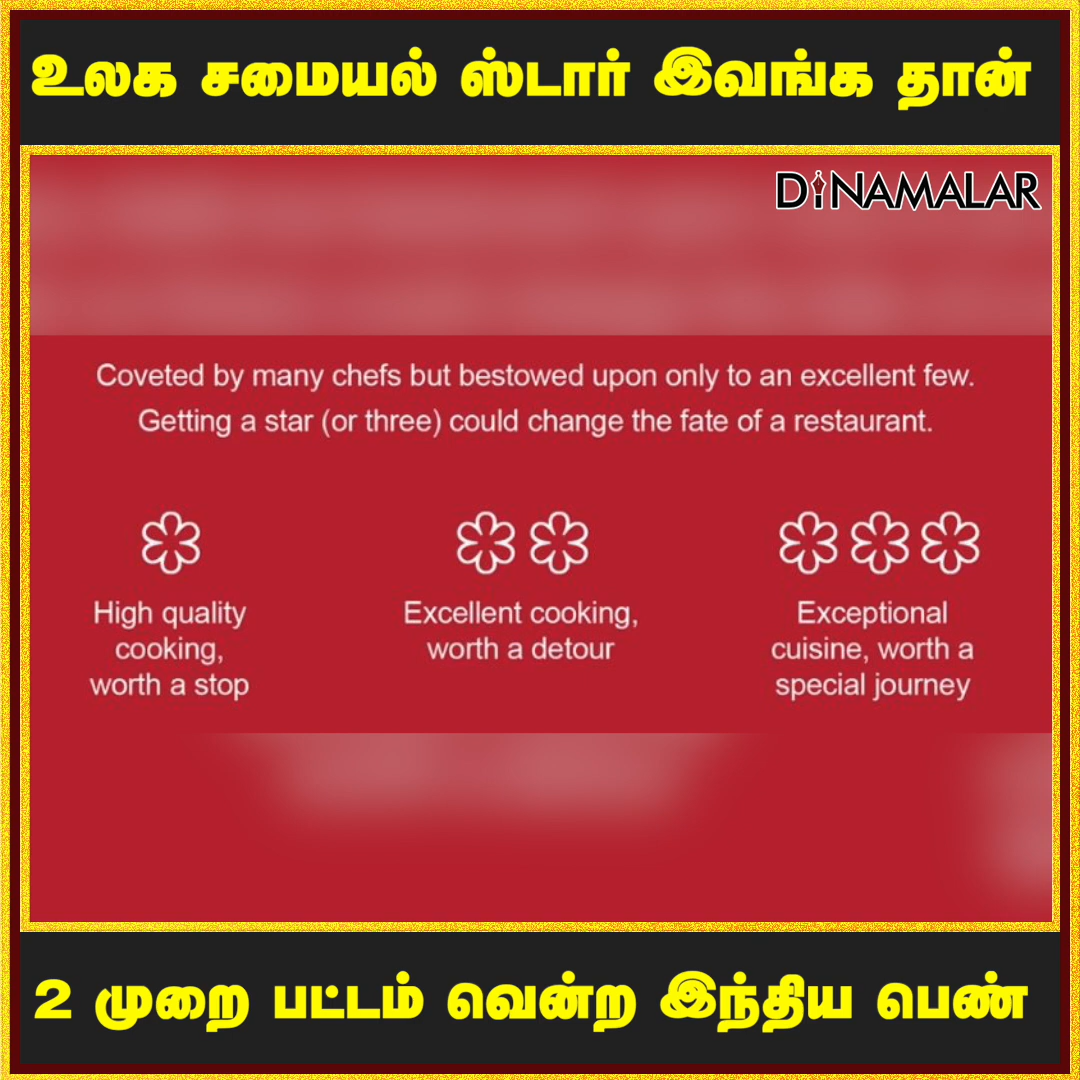 உலக சமையல் ஸ்டார் இவங்க தான்
DINAMALAR
Coveted by many chefs but bestowed upon only to an excellent few.
Getting a star (or three) could change the fate of a restaurant.
High quality
cooking,
worth a stop
Excellent cooking,
worth a detour
Exceptional
cuisine, worth a
special journey
2 முறை பட்டம் வென்ற இந்திய பெண்